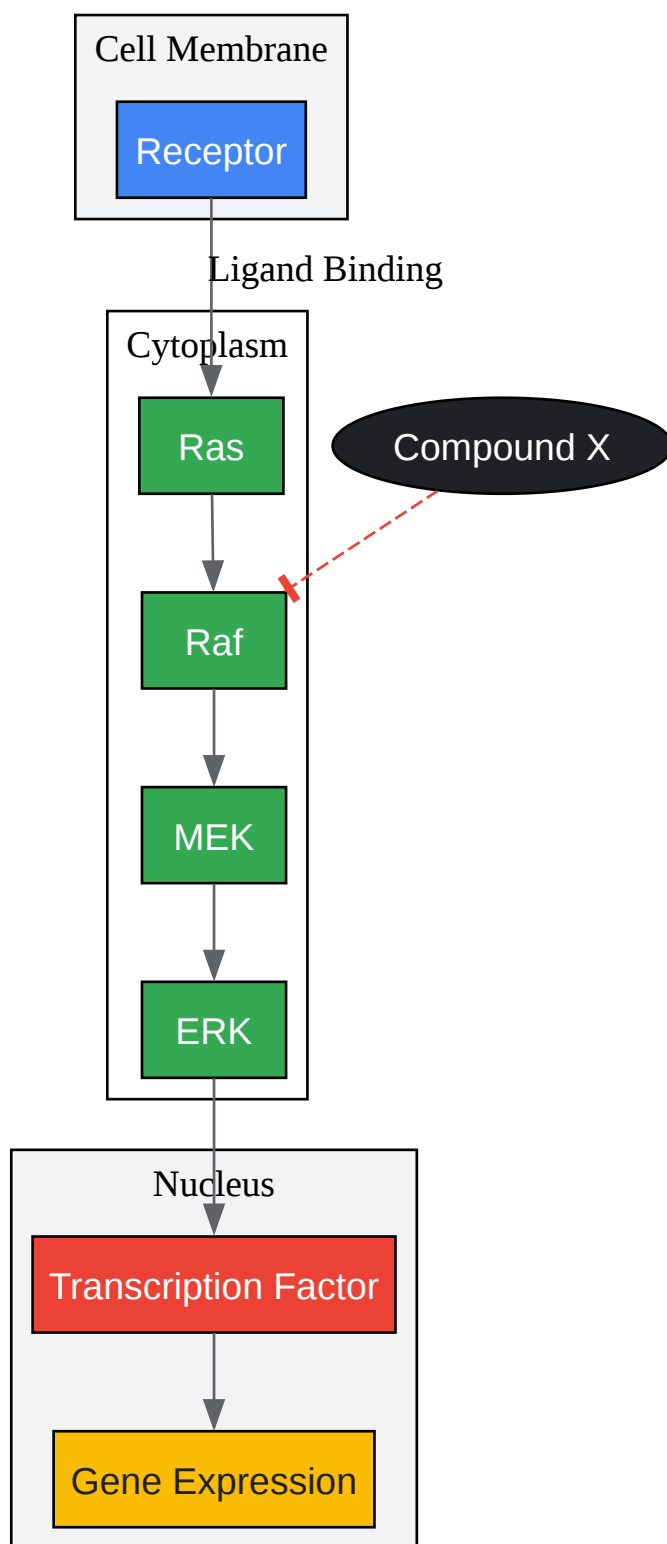 Cell Membrane
Receptor
Ligand Binding
Cytoplasm
Ras
Compound X
Raf
MEK
ERK
Nucleus
Transcription Factor
Gene Expression